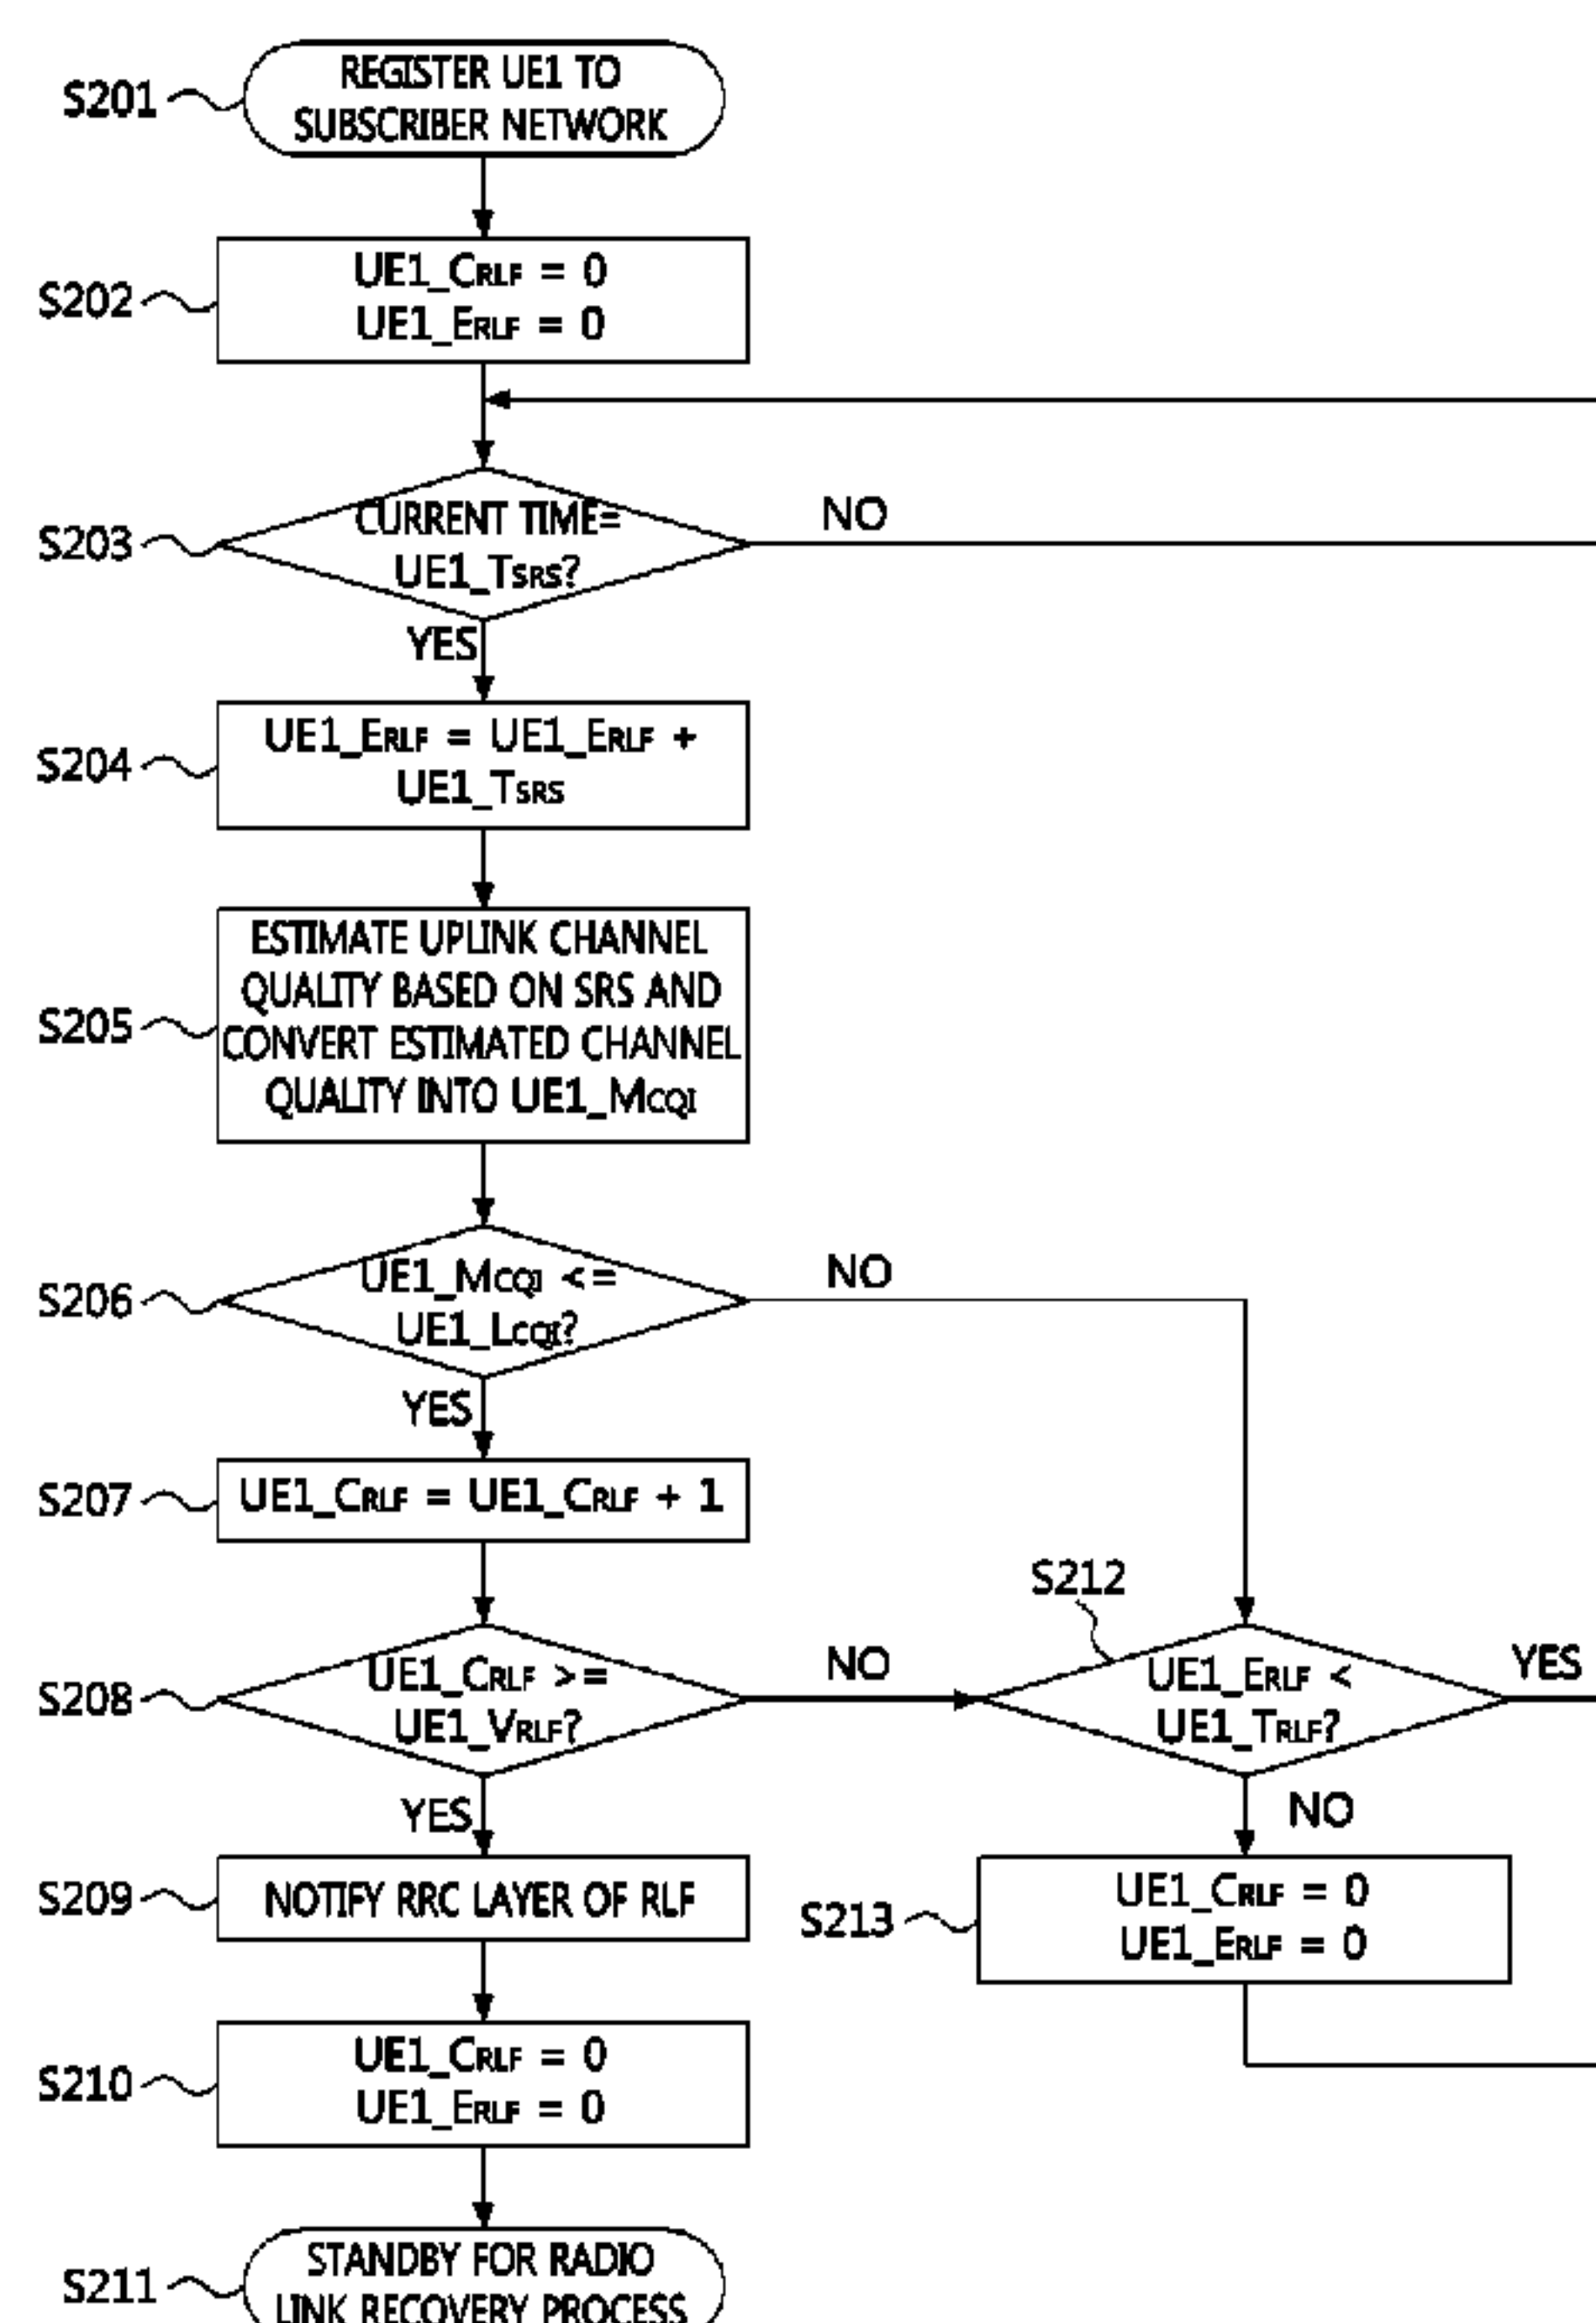 S201
REGISTER UE1 TO
SUBSCRIBER NETWORK
S202
UE1_CRLF = 0
UE1_ERLF = 0
S203
CURRENT TIME=
UE1_TSRS?
NO
YES
S204
UE1_ERLF = UE1_ERLF +
UE1_TSRS
S205
ESTIMATE UPLINK CHANNEL
QUALITY BASED ON SRS AND
CONVERT ESTIMATED CHANNEL
QUALITY INTO UE1_MCQI
S206
UE1_MCQI <=
UE1_LCQI?
NO
YES
S207
UE1_CRLF = UE1_CRLF + 1
S208
UE1_CRLF >=
UE1_VRLF?
NO
YES
S212
UE1_ERLF <
UE1_TRLF?
YES
NO
S209
NOTIFY RRC LAYER OF RLF
S213
UE1_CRLF = 0
UE1_ERLF = 0
S210
UE1_CRLF = 0
UE1_ERLF = 0
S211
STANDBY FOR RADIO
LINK RECOVERY PROCESS